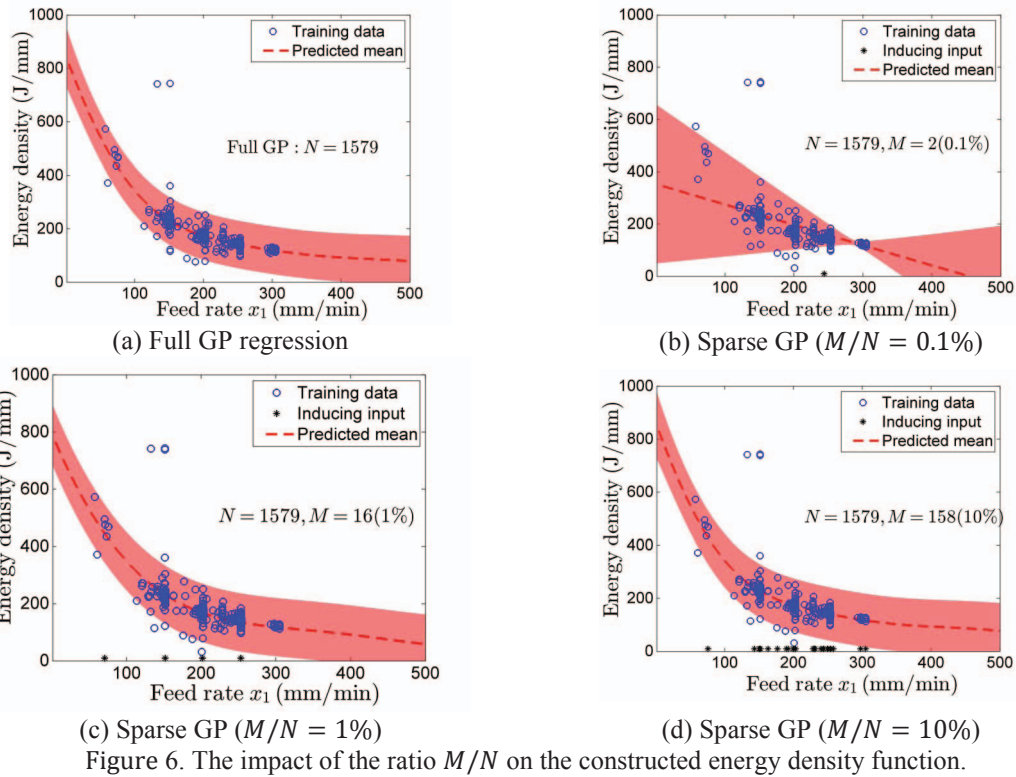 1000
800
600
400
200
0
Energy density (J/mm)
Training data
Predicted mean
Full GP : N = 1579
100 200 300 400 500
Feed rate x₁ (mm/min)
(a) Full GP regression
1000
800
600
400
200
0
Energy density (J/mm)
Training data
Inducing input
Predicted mean
N = 1579, M = 2(0.1%)
100 200 300 400 500
Feed rate x₁ (mm/min)
(b) Sparse GP (M/N = 0.1%)
1000
800
600
400
200
0
Energy density (J/mm)
Training data
Inducing input
Predicted mean
N = 1579, M = 16(1%)
100 200 300 400 500
Feed rate x₁ (mm/min)
(c) Sparse GP (M/N = 1%)
1000
800
600
400
200
0
Energy density (J/mm)
Training data
Inducing input
Predicted mean
N = 1579, M = 158(10%)
100 200 300 400 500
Feed rate x₁ (mm/min)
(d) Sparse GP (M/N = 10%)
Figure 6. The impact of the ratio M/N on the constructed energy density function.